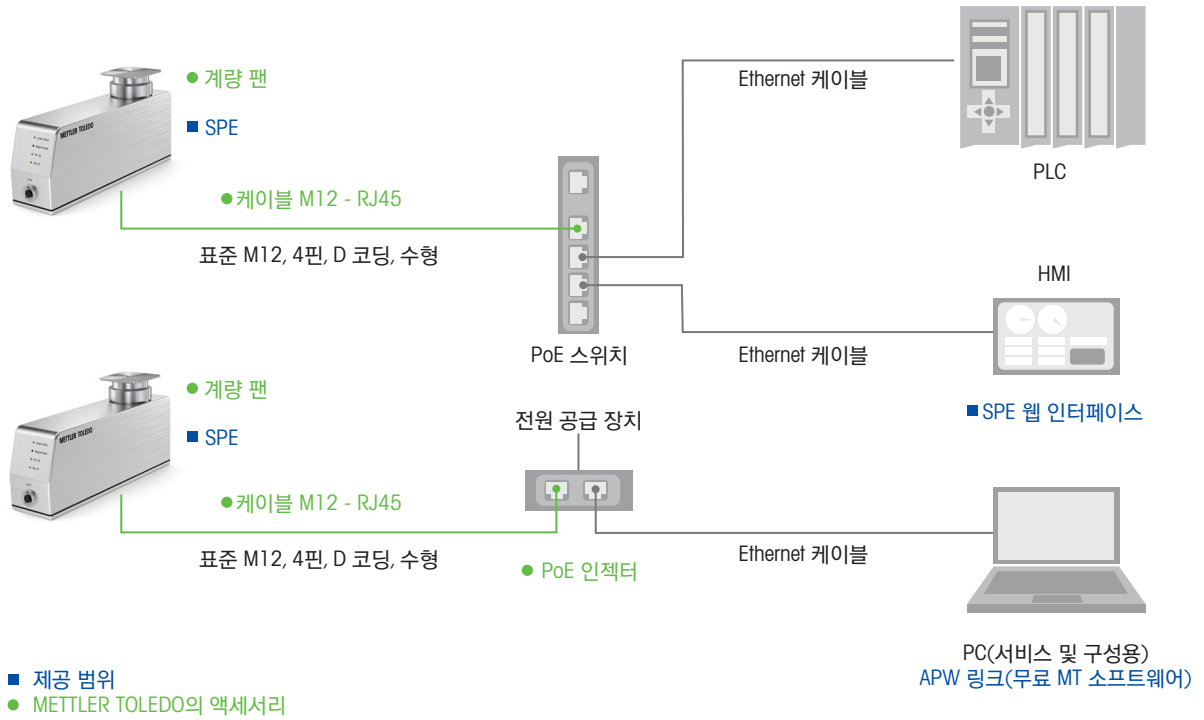 계량 팬
SPE
METTLER TOLEDO
케이블 M12 - RJ45
표준 M12, 4핀, D 코딩, 수형
PoE 스위치
Ethernet 케이블
PLC
HMI
Ethernet 케이블
SPE 웹 인터페이스
계량 팬
SPE
METTLER TOLEDO
케이블 M12 - RJ45
표준 M12, 4핀, D 코딩, 수형
전원 공급 장치
PoE 인젝터
Ethernet 케이블
PC(서비스 및 구성용)
APW 링크(무료 MT 소프트웨어)
제공 범위
METTLER TOLEDO의 액세서리